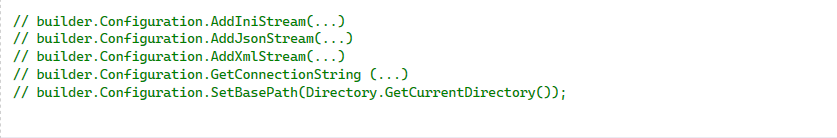 // builder.Configuration.AddIniStream(...)
// builder.Configuration.AddJsonStream(...)
// builder.Configuration.AddXmlStream(...)
// builder.Configuration.GetConnectionString (...)
// builder.Configuration.SetBasePath(Directory.GetCurrentDirectory());